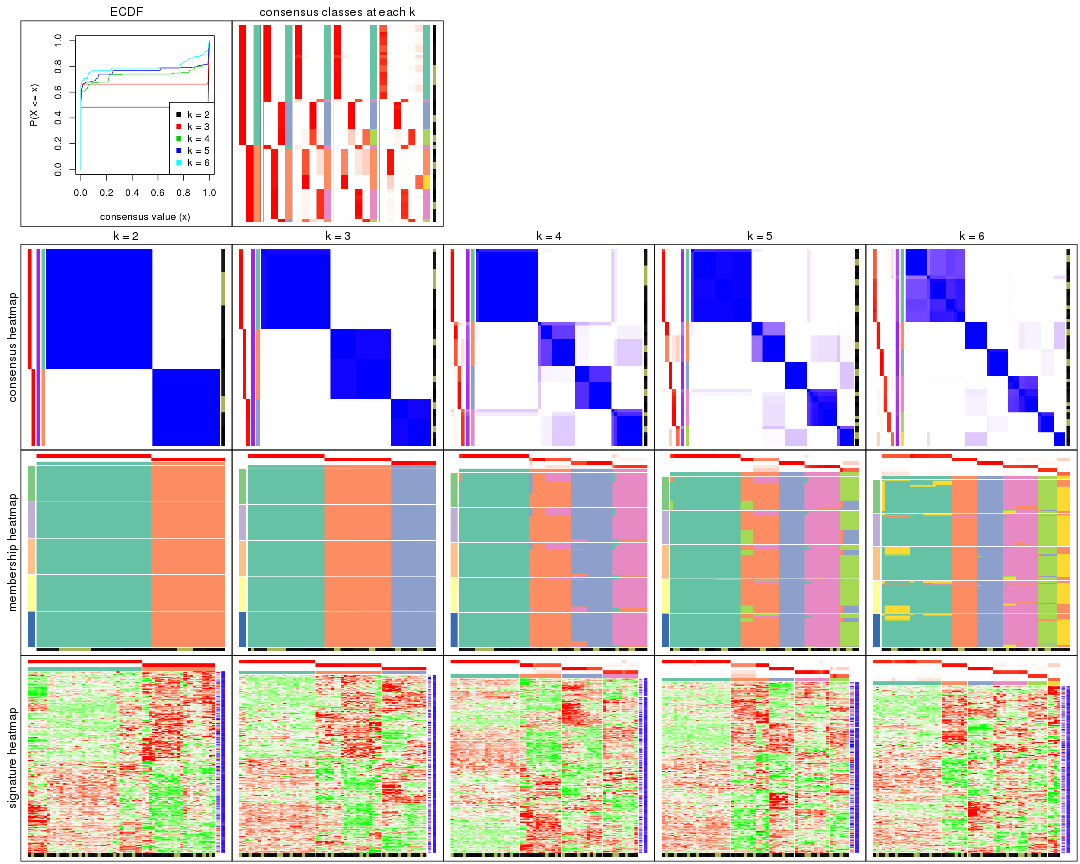 ECDF
consensus classes at each k
P(X <= x)
1.0
0.8
0.6
0.4
0.2
0.0
k = 2
k = 3
k = 4
k = 5
k = 6
0.0 0.2 0.4 0.6 0.8 1.0
consensus value (x)
k = 2 k = 3 k = 4 k = 5 k = 6
consensus heatmap
membership heatmap
signature heatmap